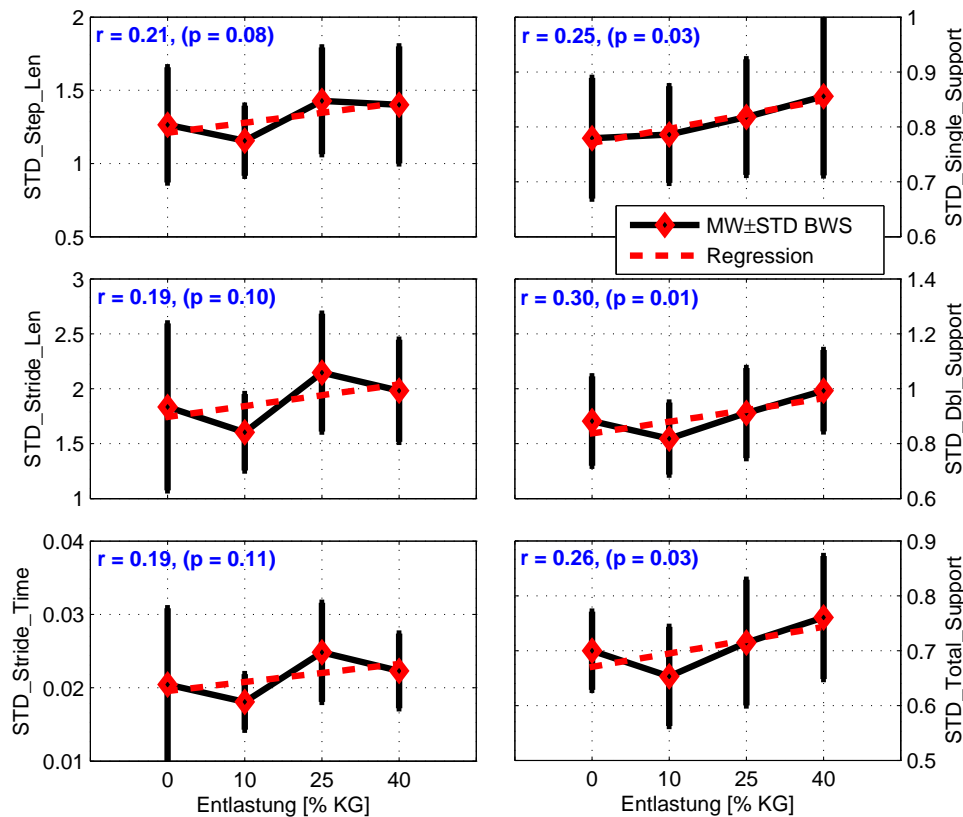 r = 0.21, (p = 0.08)
2
1.5
1
0.5
STD_Step_Len
r = 0.25, (p = 0.03)
1
0.9
0.8
0.7
0.6
STD_Single_Support
MW±STD BWS
Regression
r = 0.19, (p = 0.10)
3
2.5
2
1.5
1
STD_Stride_Len
r = 0.30, (p = 0.01)
1.4
1.2
1
0.8
0.6
STD_Dbl_Support
r = 0.19, (p = 0.11)
0.04
0.03
0.02
0.01
STD_Stride_Time
0 10 25 40
Entlastung [% KG]
r = 0.26, (p = 0.03)
0.9
0.8
0.7
0.6
0.5
STD_Total_Support
0 10 25 40
Entlastung [% KG]